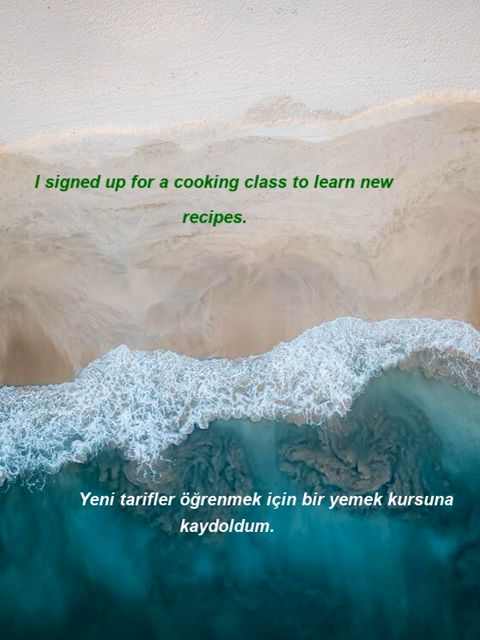 I signed up for a cooking class to learn new
recipes.
Yeni tarifler öğrenmek için bir yemek kursuna
kaydoldum.